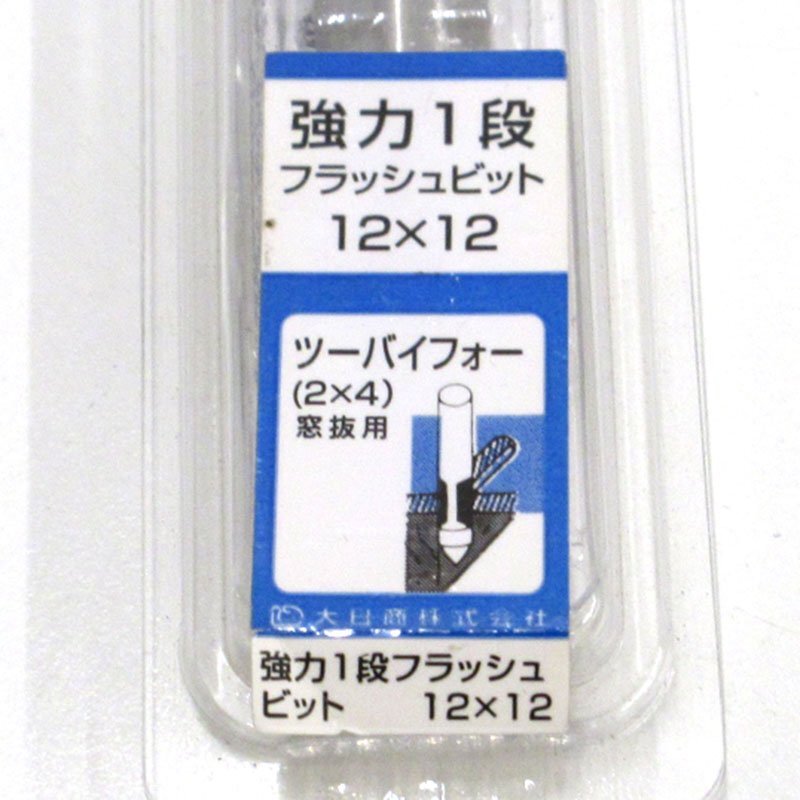 強力1段
フラッシュビット
12×12
ツーバイフォー
(2×4)
窓抜用
大日商株式会社
強力1段フラッシュ
ビット 12×12